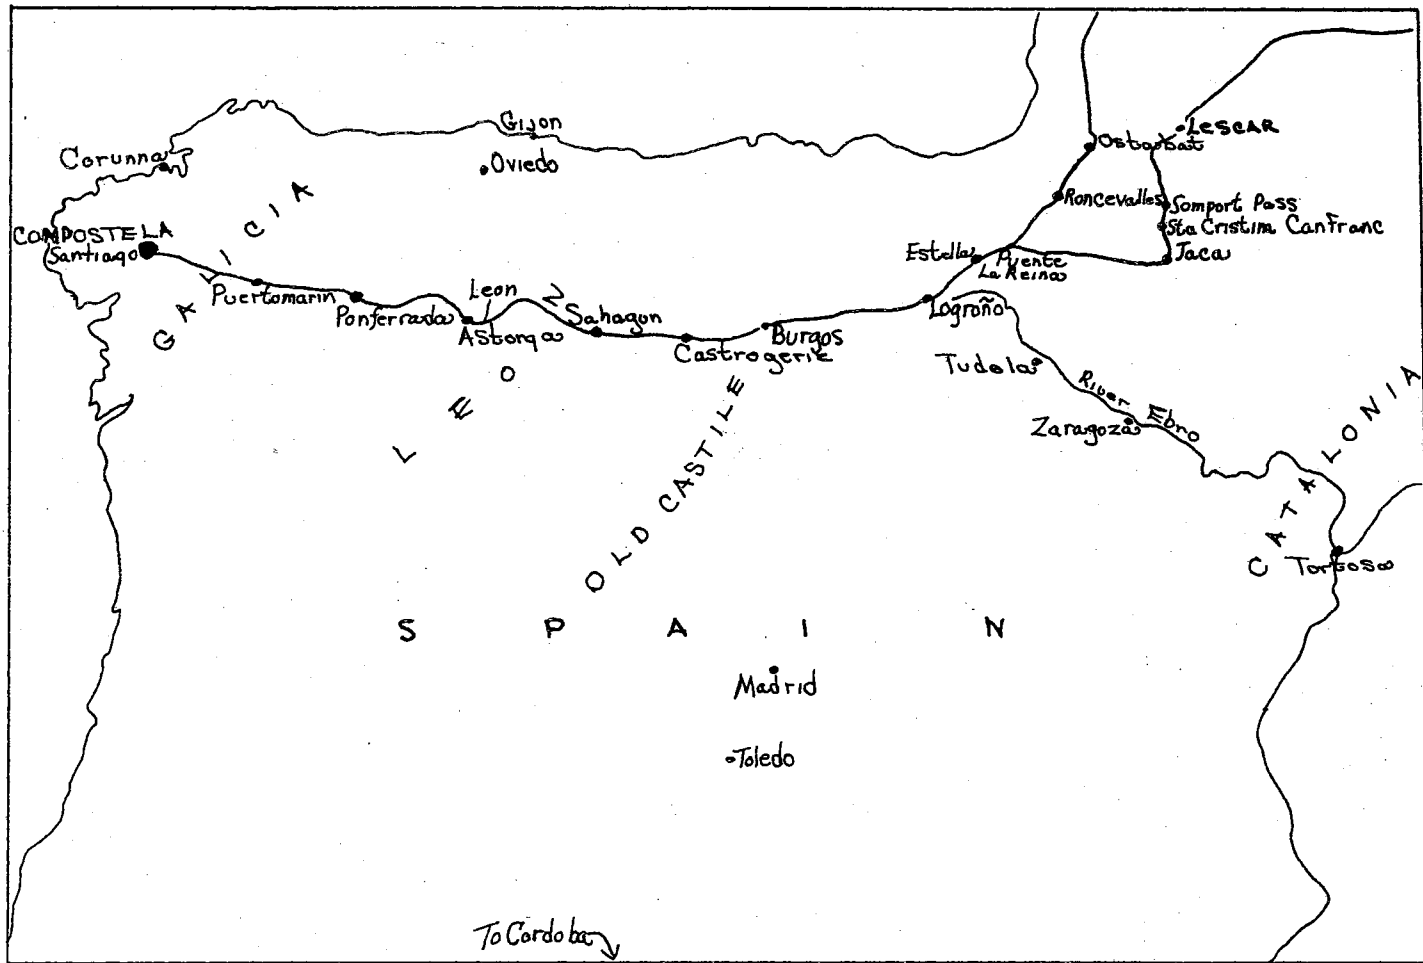 Gijon
Corunna
Oviedo
LESCAR
Ostabat
Roncevalles
Somport Pass
Sta Cristina Canfranc
Jaca
COMPOSTELA
Santiago
GALICIA
Puertomarin
Ponferrada
Leon
Astorga
Sahagun
Castrogerie
Burgos
Estella
Puente
La Reina
Logroño
Tudela
River Ebro
Zaragoza
LEON
OLD CASTILE
CATALONIA
Tortosa
SPAIN
Madrid
Toledo
To Cordoba